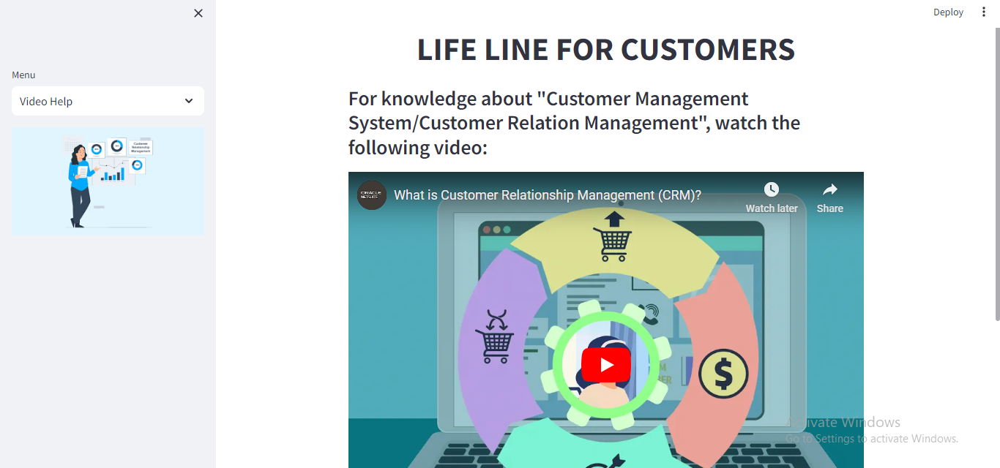 Deploy
LIFE LINE FOR CUSTOMERS
Menu
Video Help
Customer
Relationship
Management
For knowledge about "Customer Management
System/Customer Relation Management", watch the
following video:
ORACLE
NETSUITE
What is Customer Relationship Management (CRM)?
Watch later
Share
$
Activate Windows
Go to Settings to activate Windows.